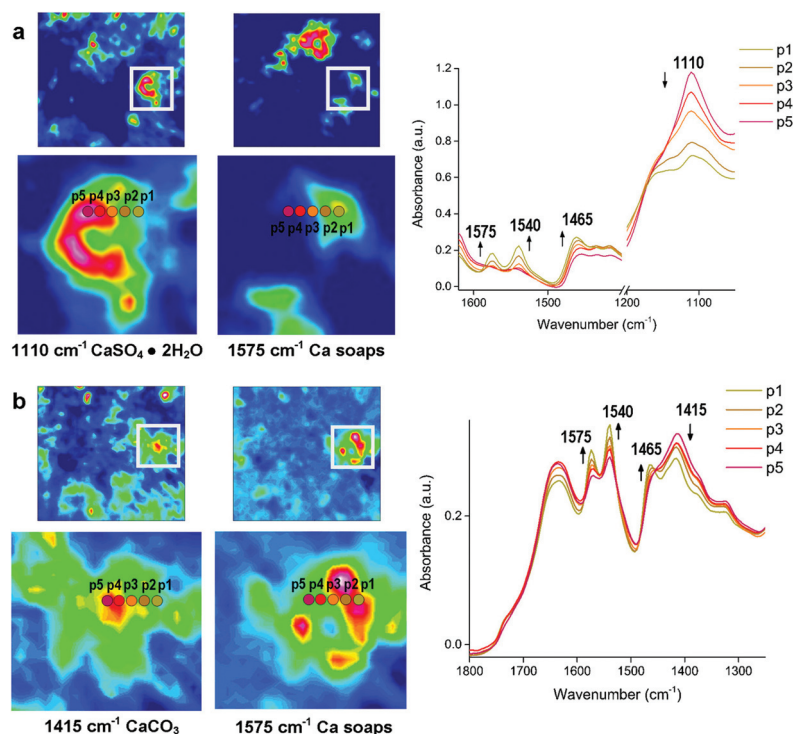 a
p5 p4 p3 p2 p1
1110 cm⁻¹ CaSO₄ • 2H₂O
p5 p4 p3 p2 p1
1575 cm⁻¹ Ca soaps
Absorbance (a.u.)
1.2
1.0
0.8
0.6
0.4
0.2
0.0
1575
1540
1465
1110
1600
1500
1200
1100
Wavenumber (cm⁻¹)
p1
p2
p3
p4
p5
b
p5 p4 p3 p2 p1
1415 cm⁻¹ CaCO₃
p5 p4 p3 p2 p1
1575 cm⁻¹ Ca soaps
Absorbance (a.u.)
0.2
0.0
1575
1540
1465
1415
1800
1700
1600
1500
1400
1300
Wavenumber (cm⁻¹)
p1
p2
p3
p4
p5